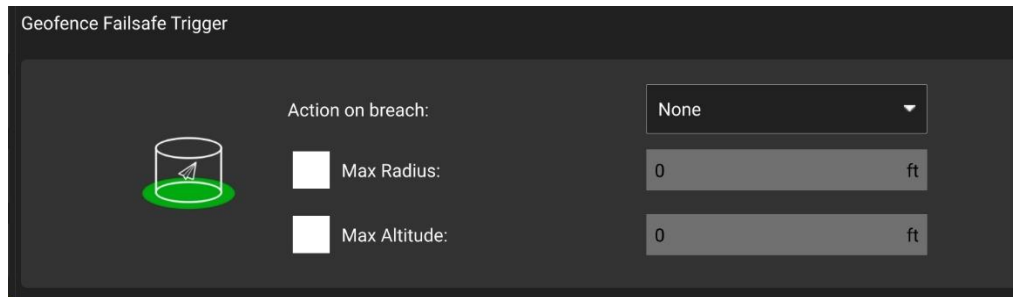 Geofence Failsafe Trigger
Action on breach: None
Max Radius: 0 ft
Max Altitude: 0 ft